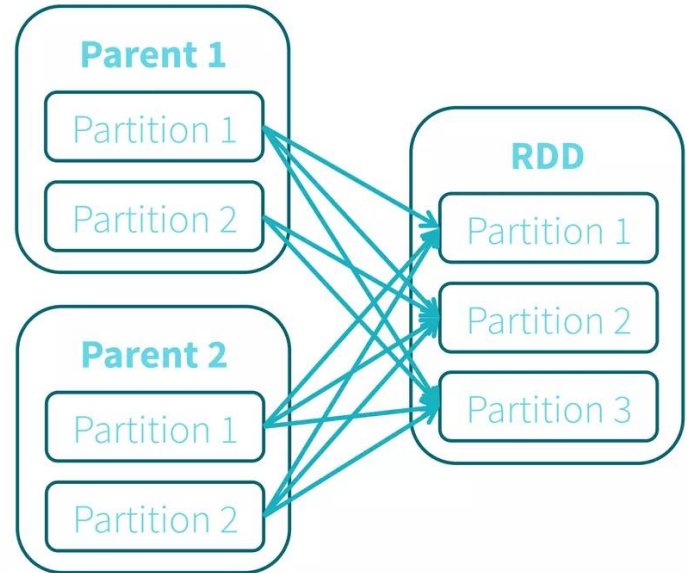 Parent 1
Partition 1
Partition 2
Parent 2
Partition 1
Partition 2
RDD
Partition 1
Partition 2
Partition 3